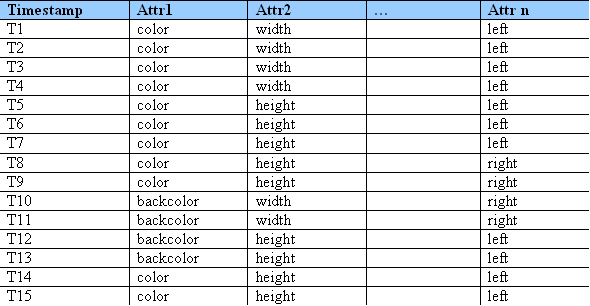 Timestamp Attr1 Attr2 ... Attr n
T1 color width left
T2 color width left
T3 color width left
T4 color width left
T5 color height left
T6 color height left
T7 color height left
T8 color height right
T9 color height right
T10 backcolor width right
T11 backcolor width right
T12 backcolor height left
T13 backcolor height left
T14 color height left
T15 color height left